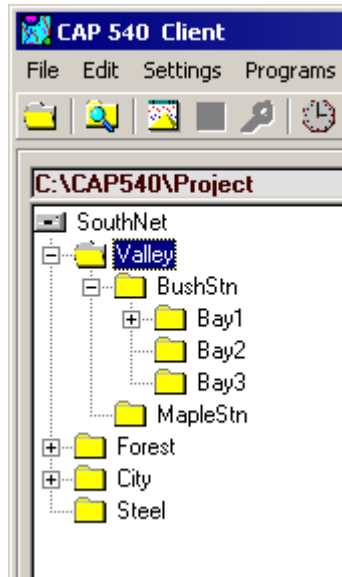 CAP 540 Client
File Edit Settings Programs
C:\CAP540\Project
SouthNet
Valley
BushStn
Bay1
Bay2
Bay3
MapleStn
Forest
City
Steel